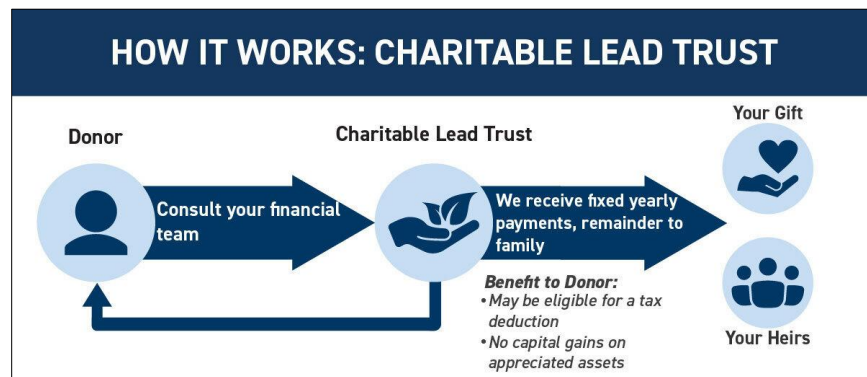 HOW IT WORKS: CHARITABLE LEAD TRUST
Donor
Charitable Lead Trust
Your Gift
Consult your financial
team
We receive fixed yearly
payments, remainder to
family
Benefit to Donor:
•May be eligible for a tax
deduction
•No capital gains on
appreciated assets
Your Heirs